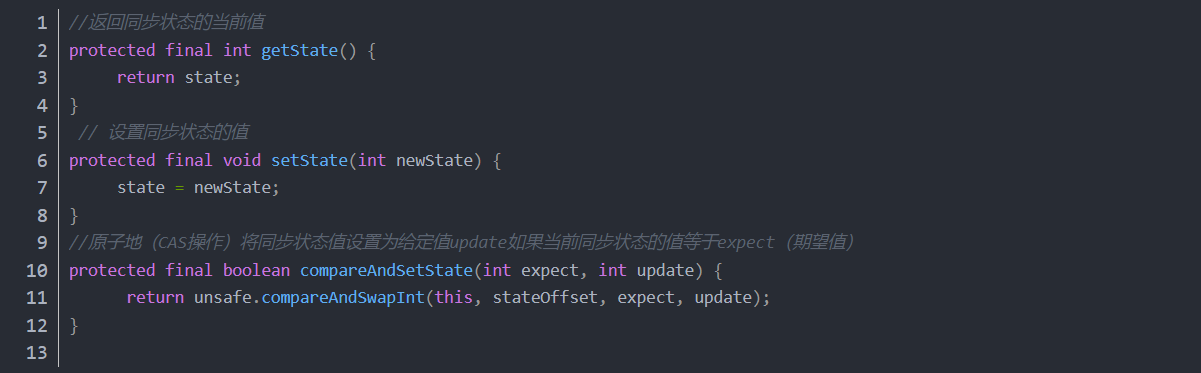 1 //返回同步状态的当前值
2 protected final int getState() {
3 return state;
4 }
5 // 设置同步状态的值
6 protected final void setState(int newState) {
7 state = newState;
8 }
9 //原子地（CAS操作）将同步状态值设置为给定值update如果当前同步状态的值等于expect（期望值）
10 protected final boolean compareAndSetState(int expect, int update) {
11 return unsafe.compareAndSwapInt(this, stateOffset, expect, update);
12 }
13